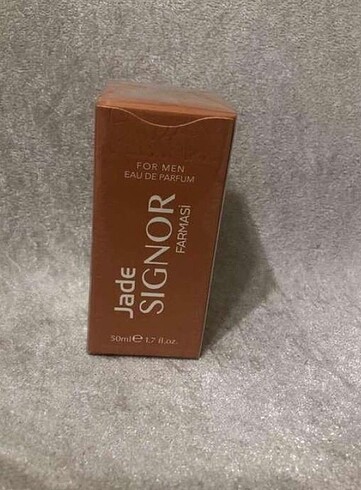 FOR MEN
EAU DE PARFUM
Jade
SIGNOR
FARMASİ
50ml ℮ 1.7 fl.oz.